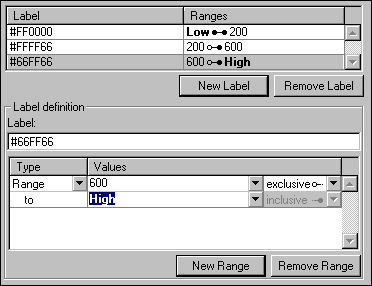 Label Ranges
#FF0000 Low 200
#FFFF66 200 600
#66FF66 600 High
New Label Remove Label
Label definition
Label:
#66FF66
Type Values
Range 600 exclusive
to High inclusive
New Range Remove Range